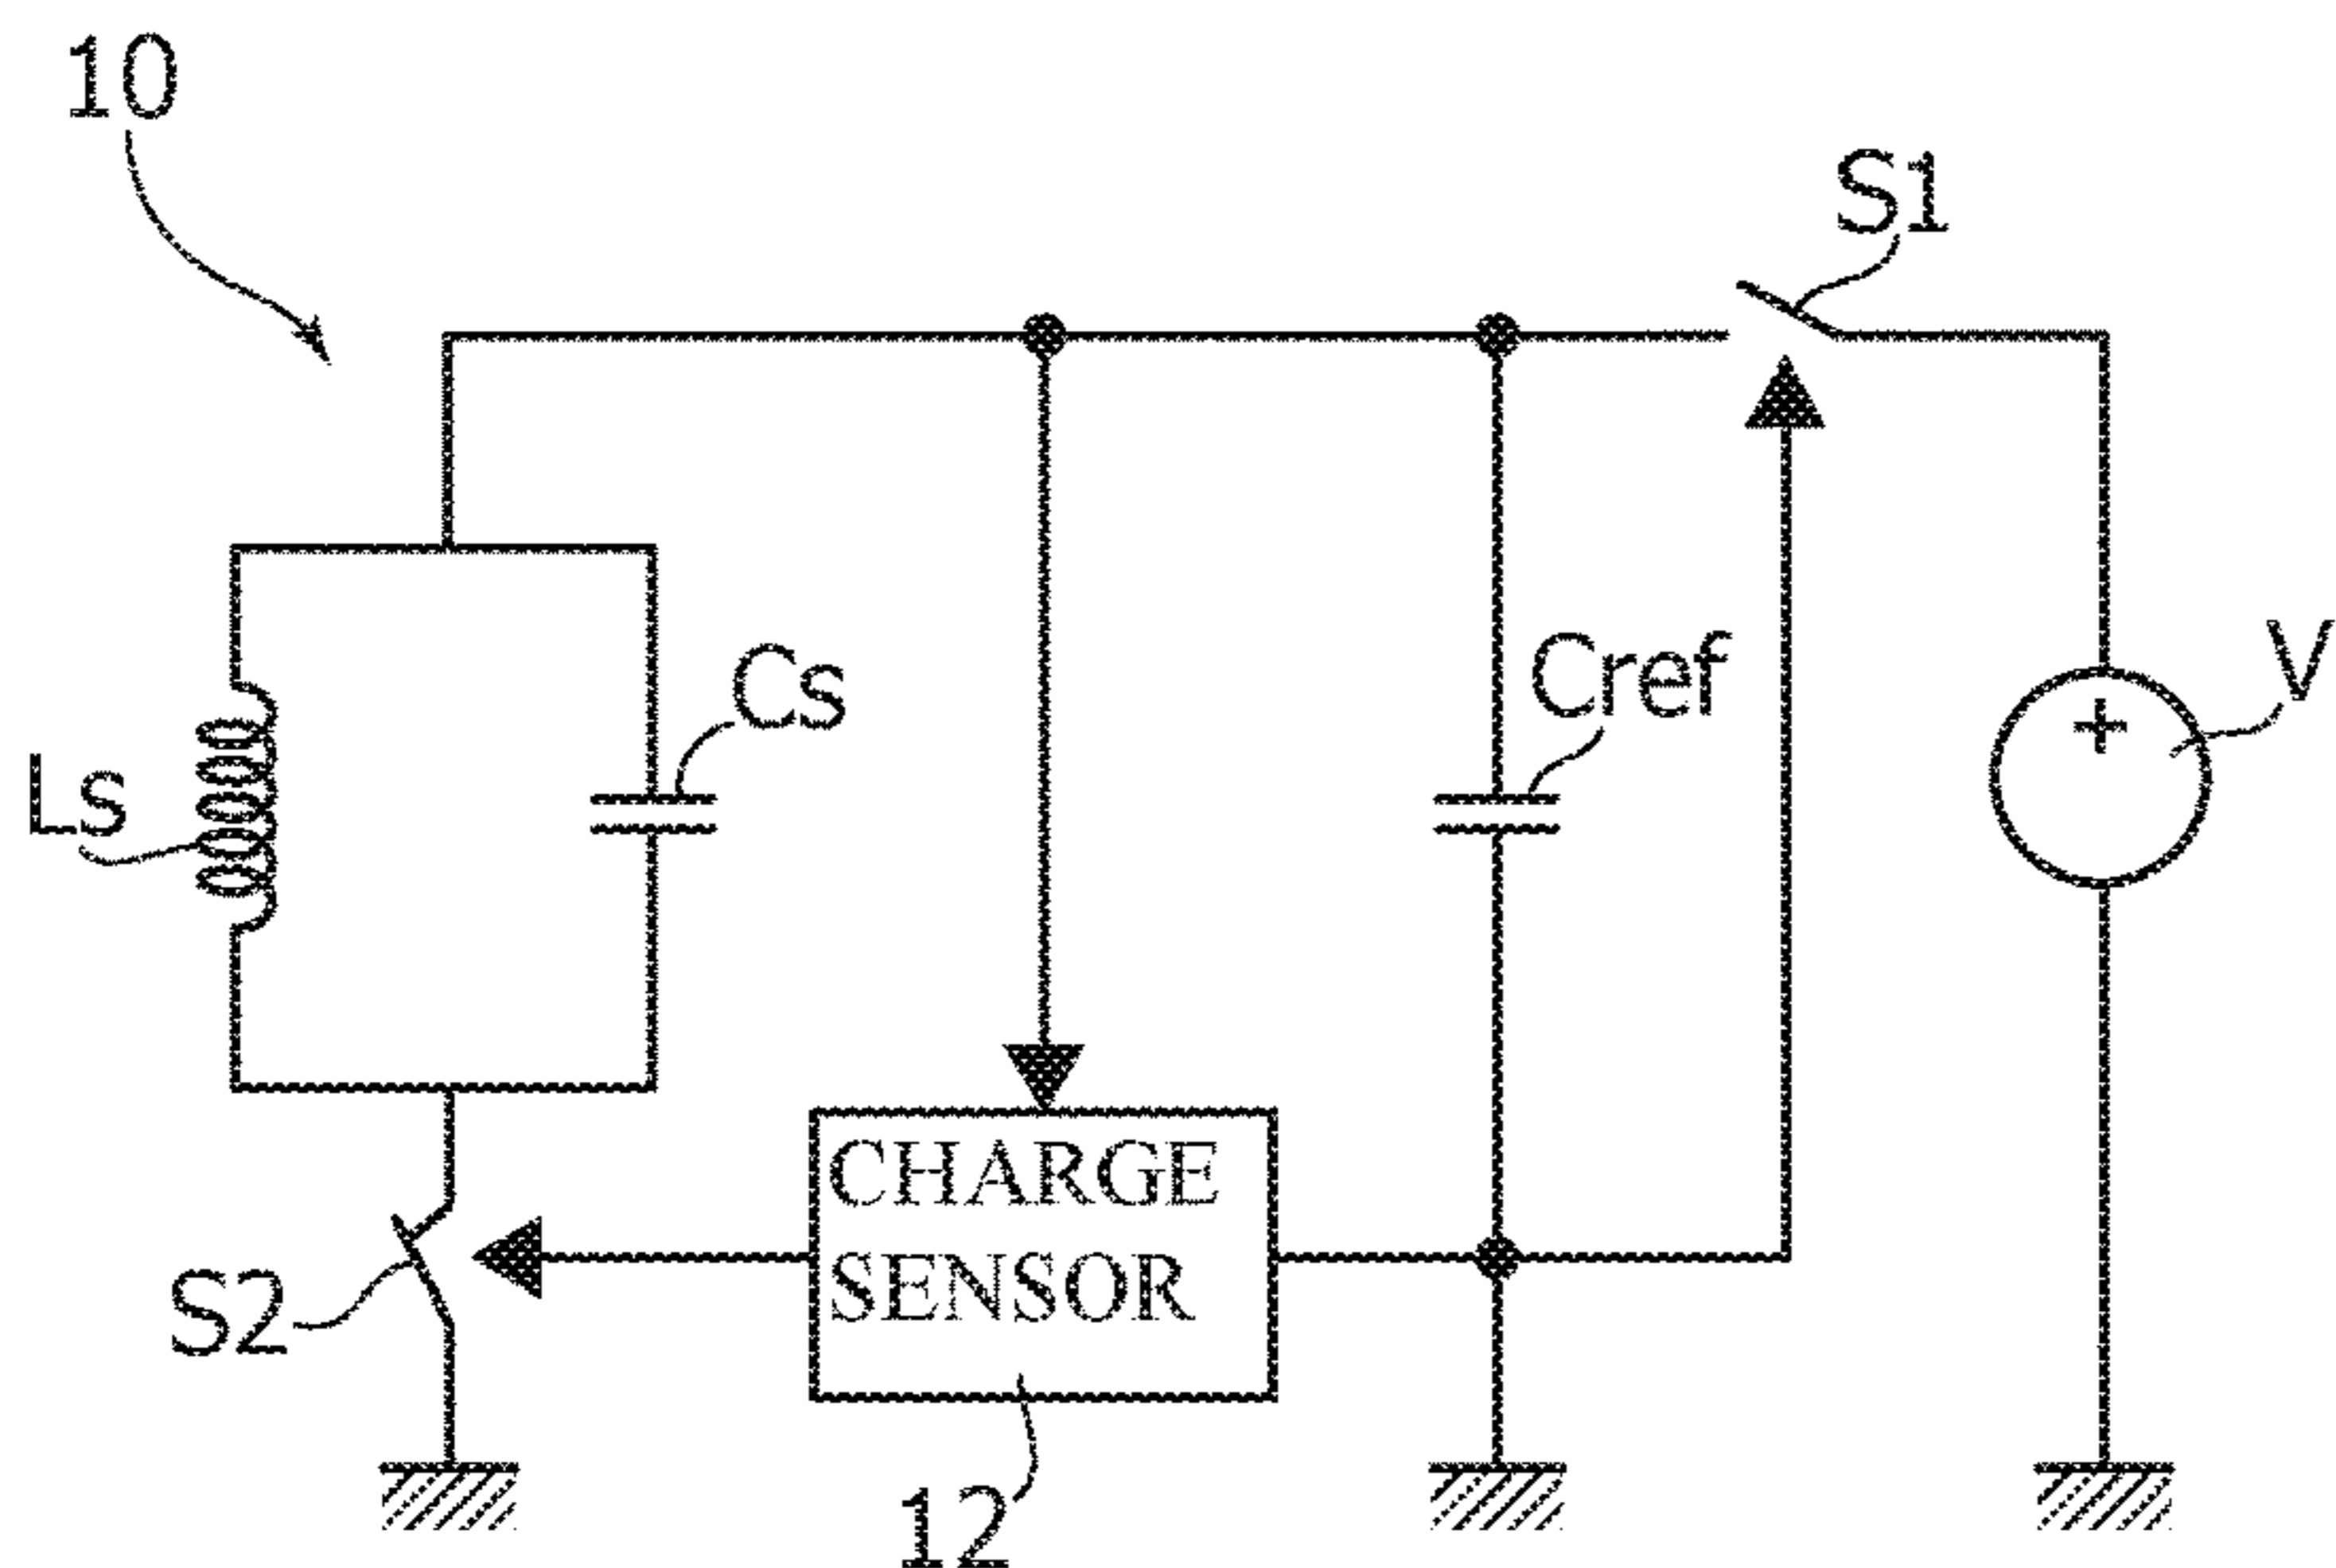 10
S1
Cs
Cref
V
+
Ls
CHARGE
SENSOR
S2
12